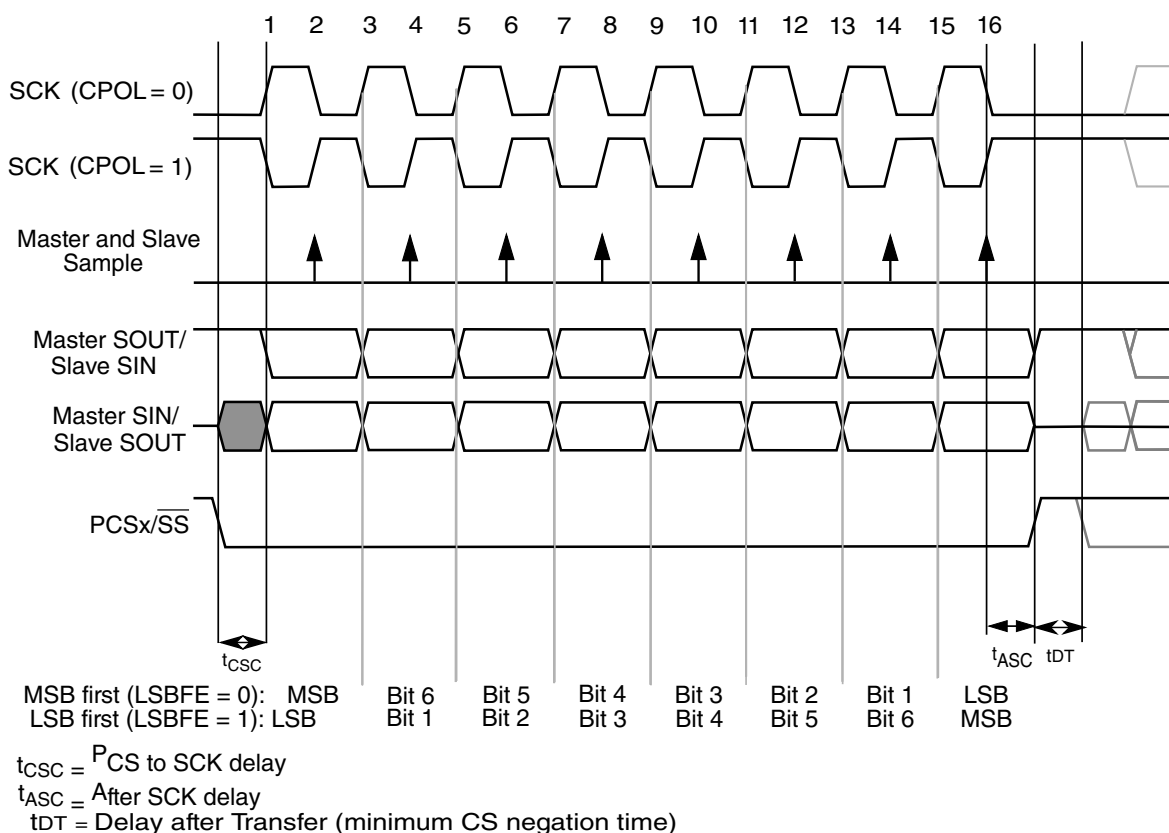 1 2 3 4 5 6 7 8 9 10 11 12 13 14 15 16
SCK (CPOL = 0)
SCK (CPOL = 1)
Master and Slave
Sample
Master SOUT/
Slave SIN
Master SIN/
Slave SOUT
PCSx/SS
tCSC
tASC
tDT
MSB first (LSBFE = 0): MSB Bit 6 Bit 5 Bit 4 Bit 3 Bit 2 Bit 1 LSB
LSB first (LSBFE = 1): LSB Bit 1 Bit 2 Bit 3 Bit 4 Bit 5 Bit 6 MSB
tCSC = PCS to SCK delay
tASC = After SCK delay
tDT = Delay after Transfer (minimum CS negation time)